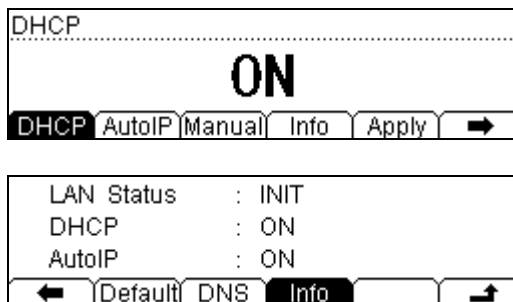 DHCP
ON
DHCP AutoIP Manual Info Apply
LAN Status : INIT
DHCP : ON
AutoIP : ON
Default DNS Info